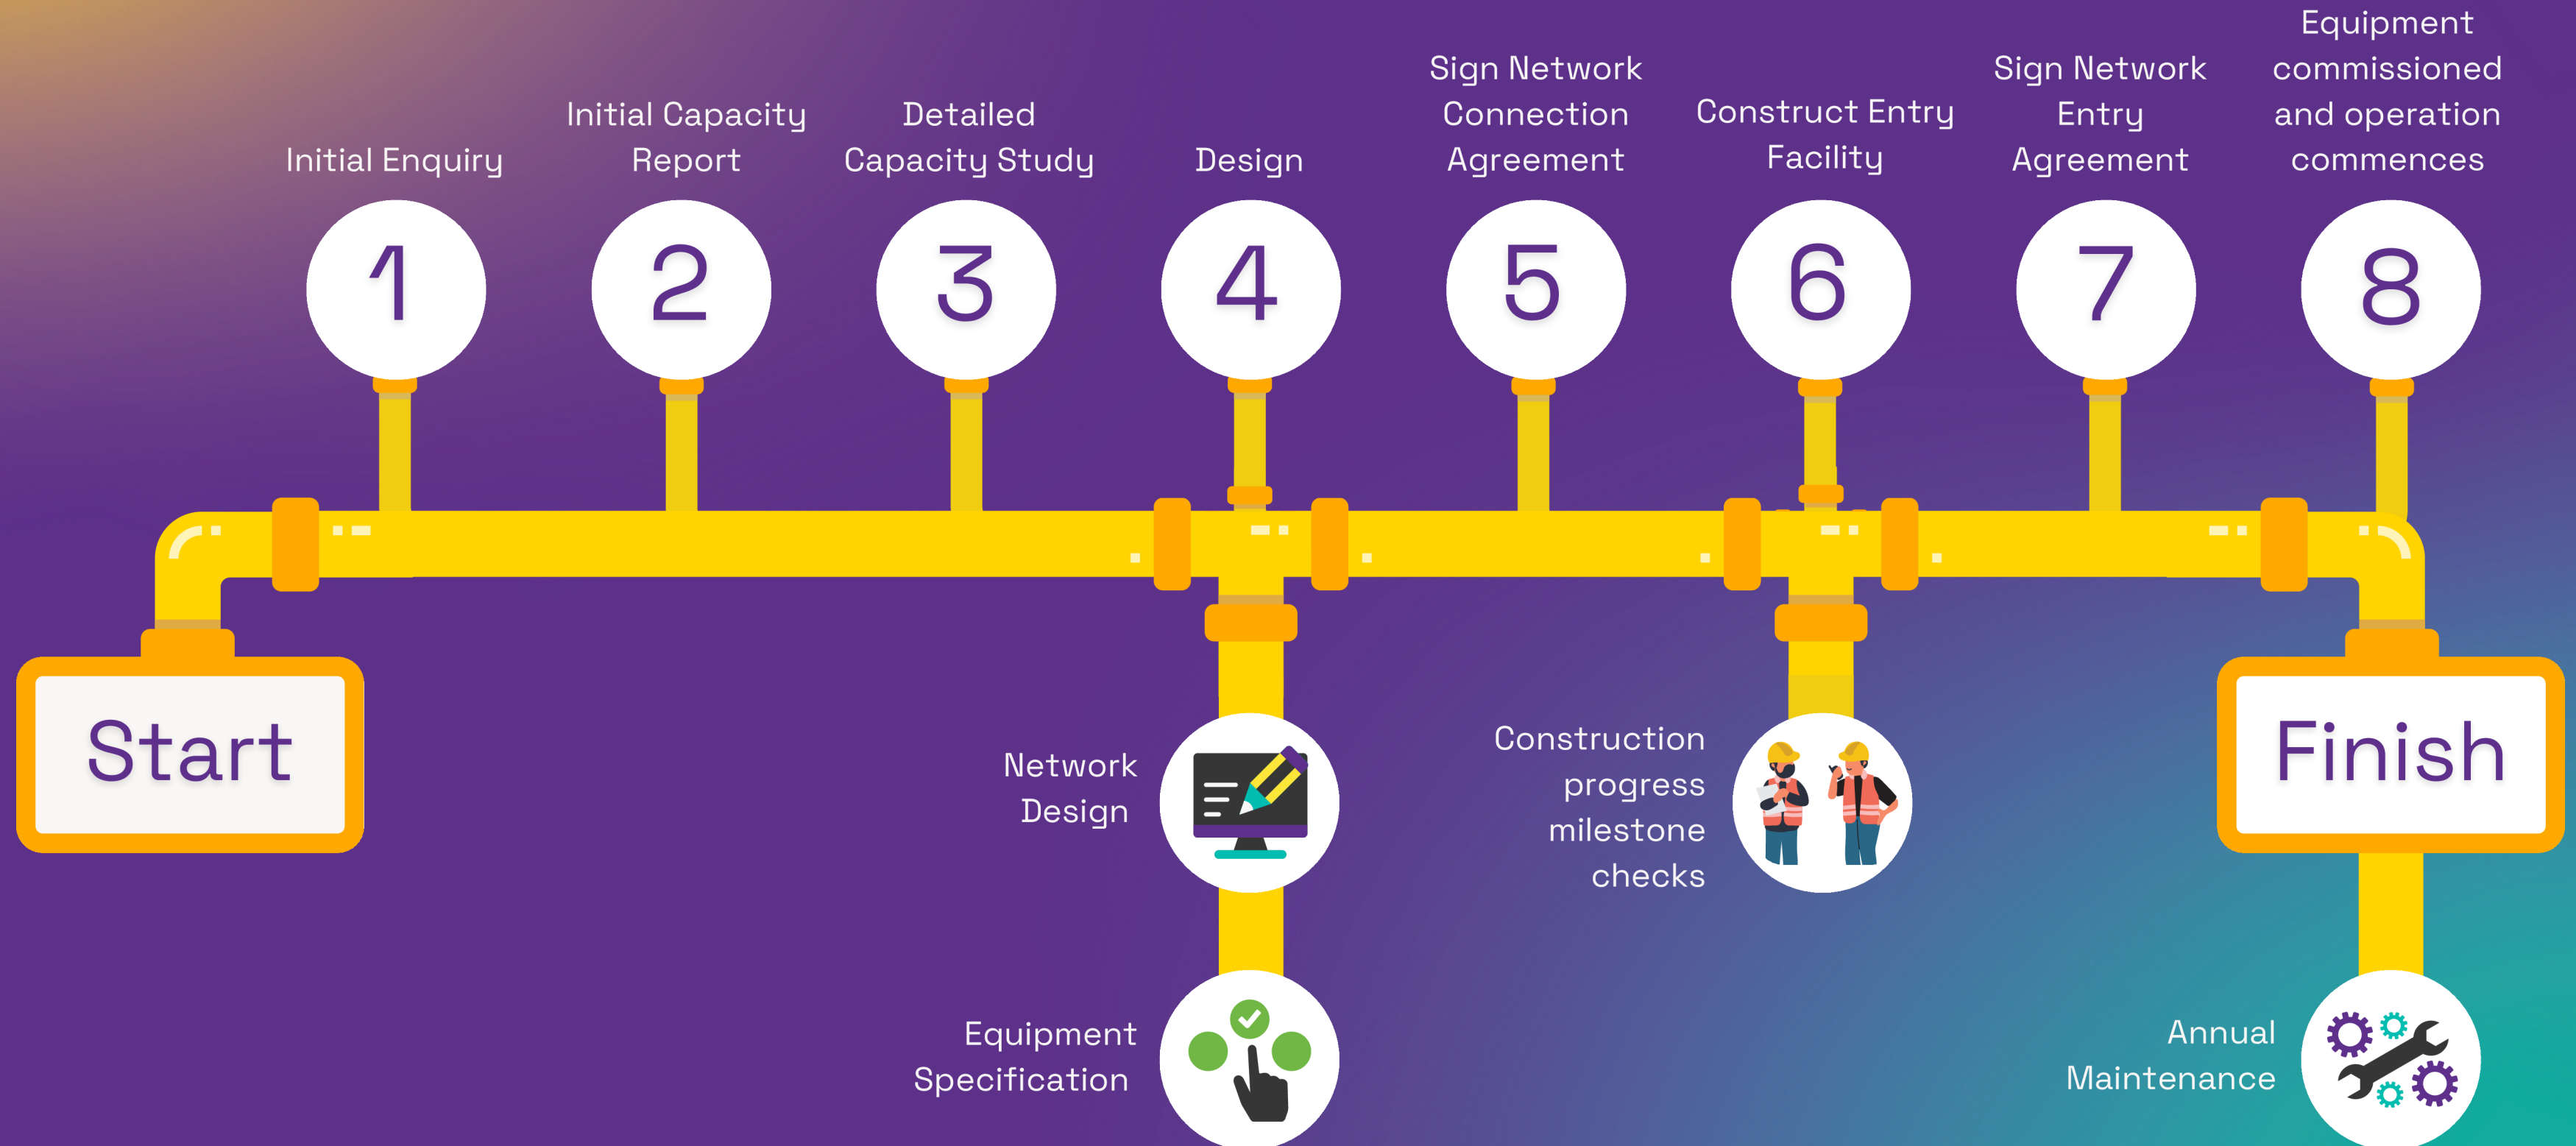 Initial Enquiry
Initial Capacity
Report
Detailed
Capacity Study
Design
Sign Network
Connection
Agreement
Construct Entry
Facility
Sign Network
Entry
Agreement
Equipment
commissioned
and operation
commences
1
2
3
4
5
6
7
8
Start
Network
Design
Equipment
Specification
Construction
progress
milestone
checks
Finish
Annual
Maintenance